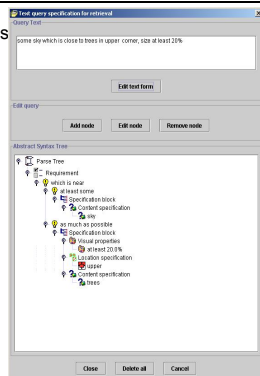 Text query specification for retrieval
S
Query Text
some sky which is close to trees in upper corner, size at least 20%
Edit text form
Edit query
Add node Edit node Remove node
Abstract Syntax Tree
Parse Tree
Requirement
which is near
at least some
Specification block
Content specification
sky
as much as possible
Specification block
Visual properties
at least 20.0%
Location specification
upper
Content specification
trees
Close Delete all Cancel